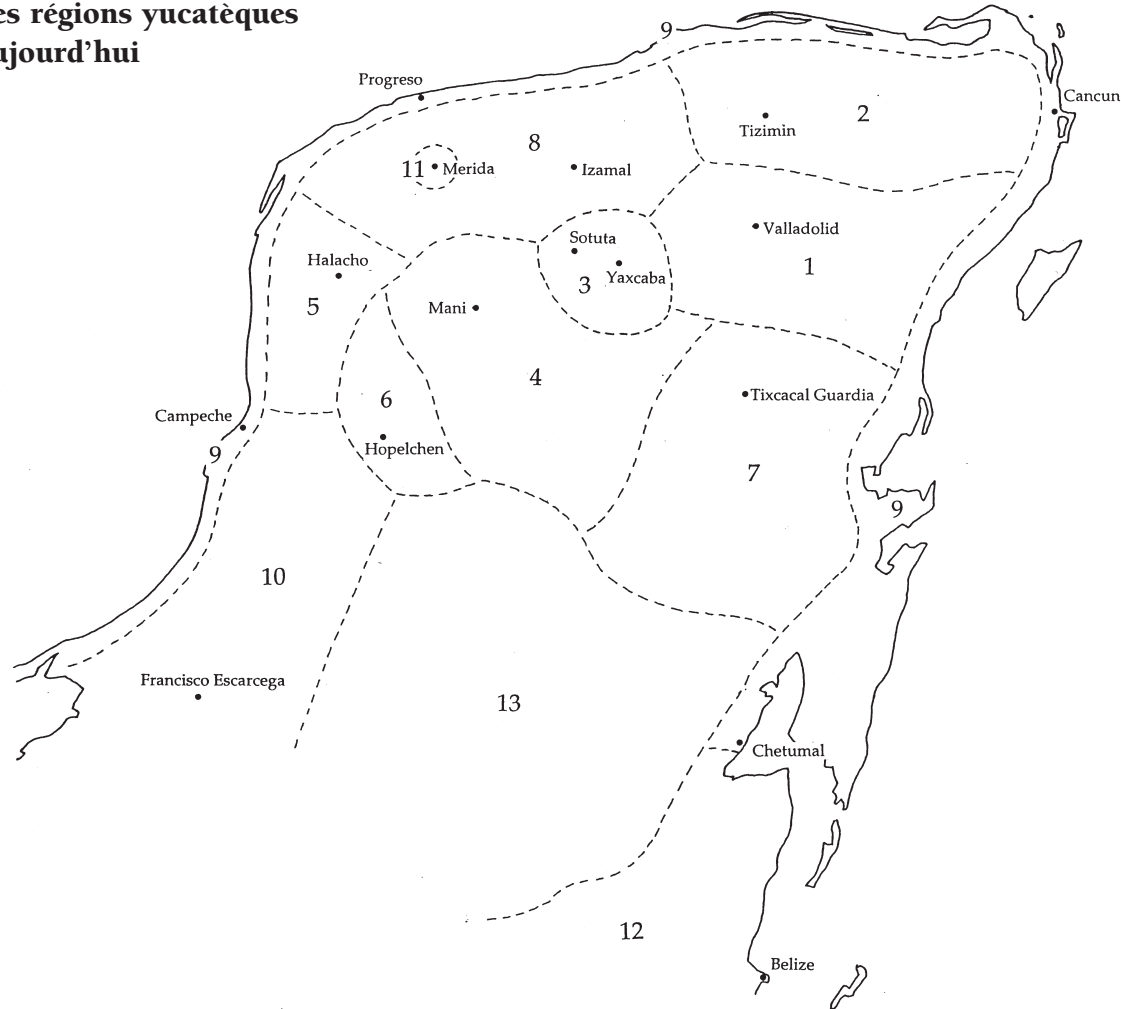 es régions yucatèques
ujourd'hui
9
Progreso
Cancun
2
Tizimin
8
11
Merida
Izamal
Valladolid
Sotuta
Halacho
Yaxcaba
1
3
5
Mani
4
6
Tixcacal Guardia
Campeche
Hopelchen
9
7
9
10
Francisco Escarcega
13
Chetumal
12
Belize